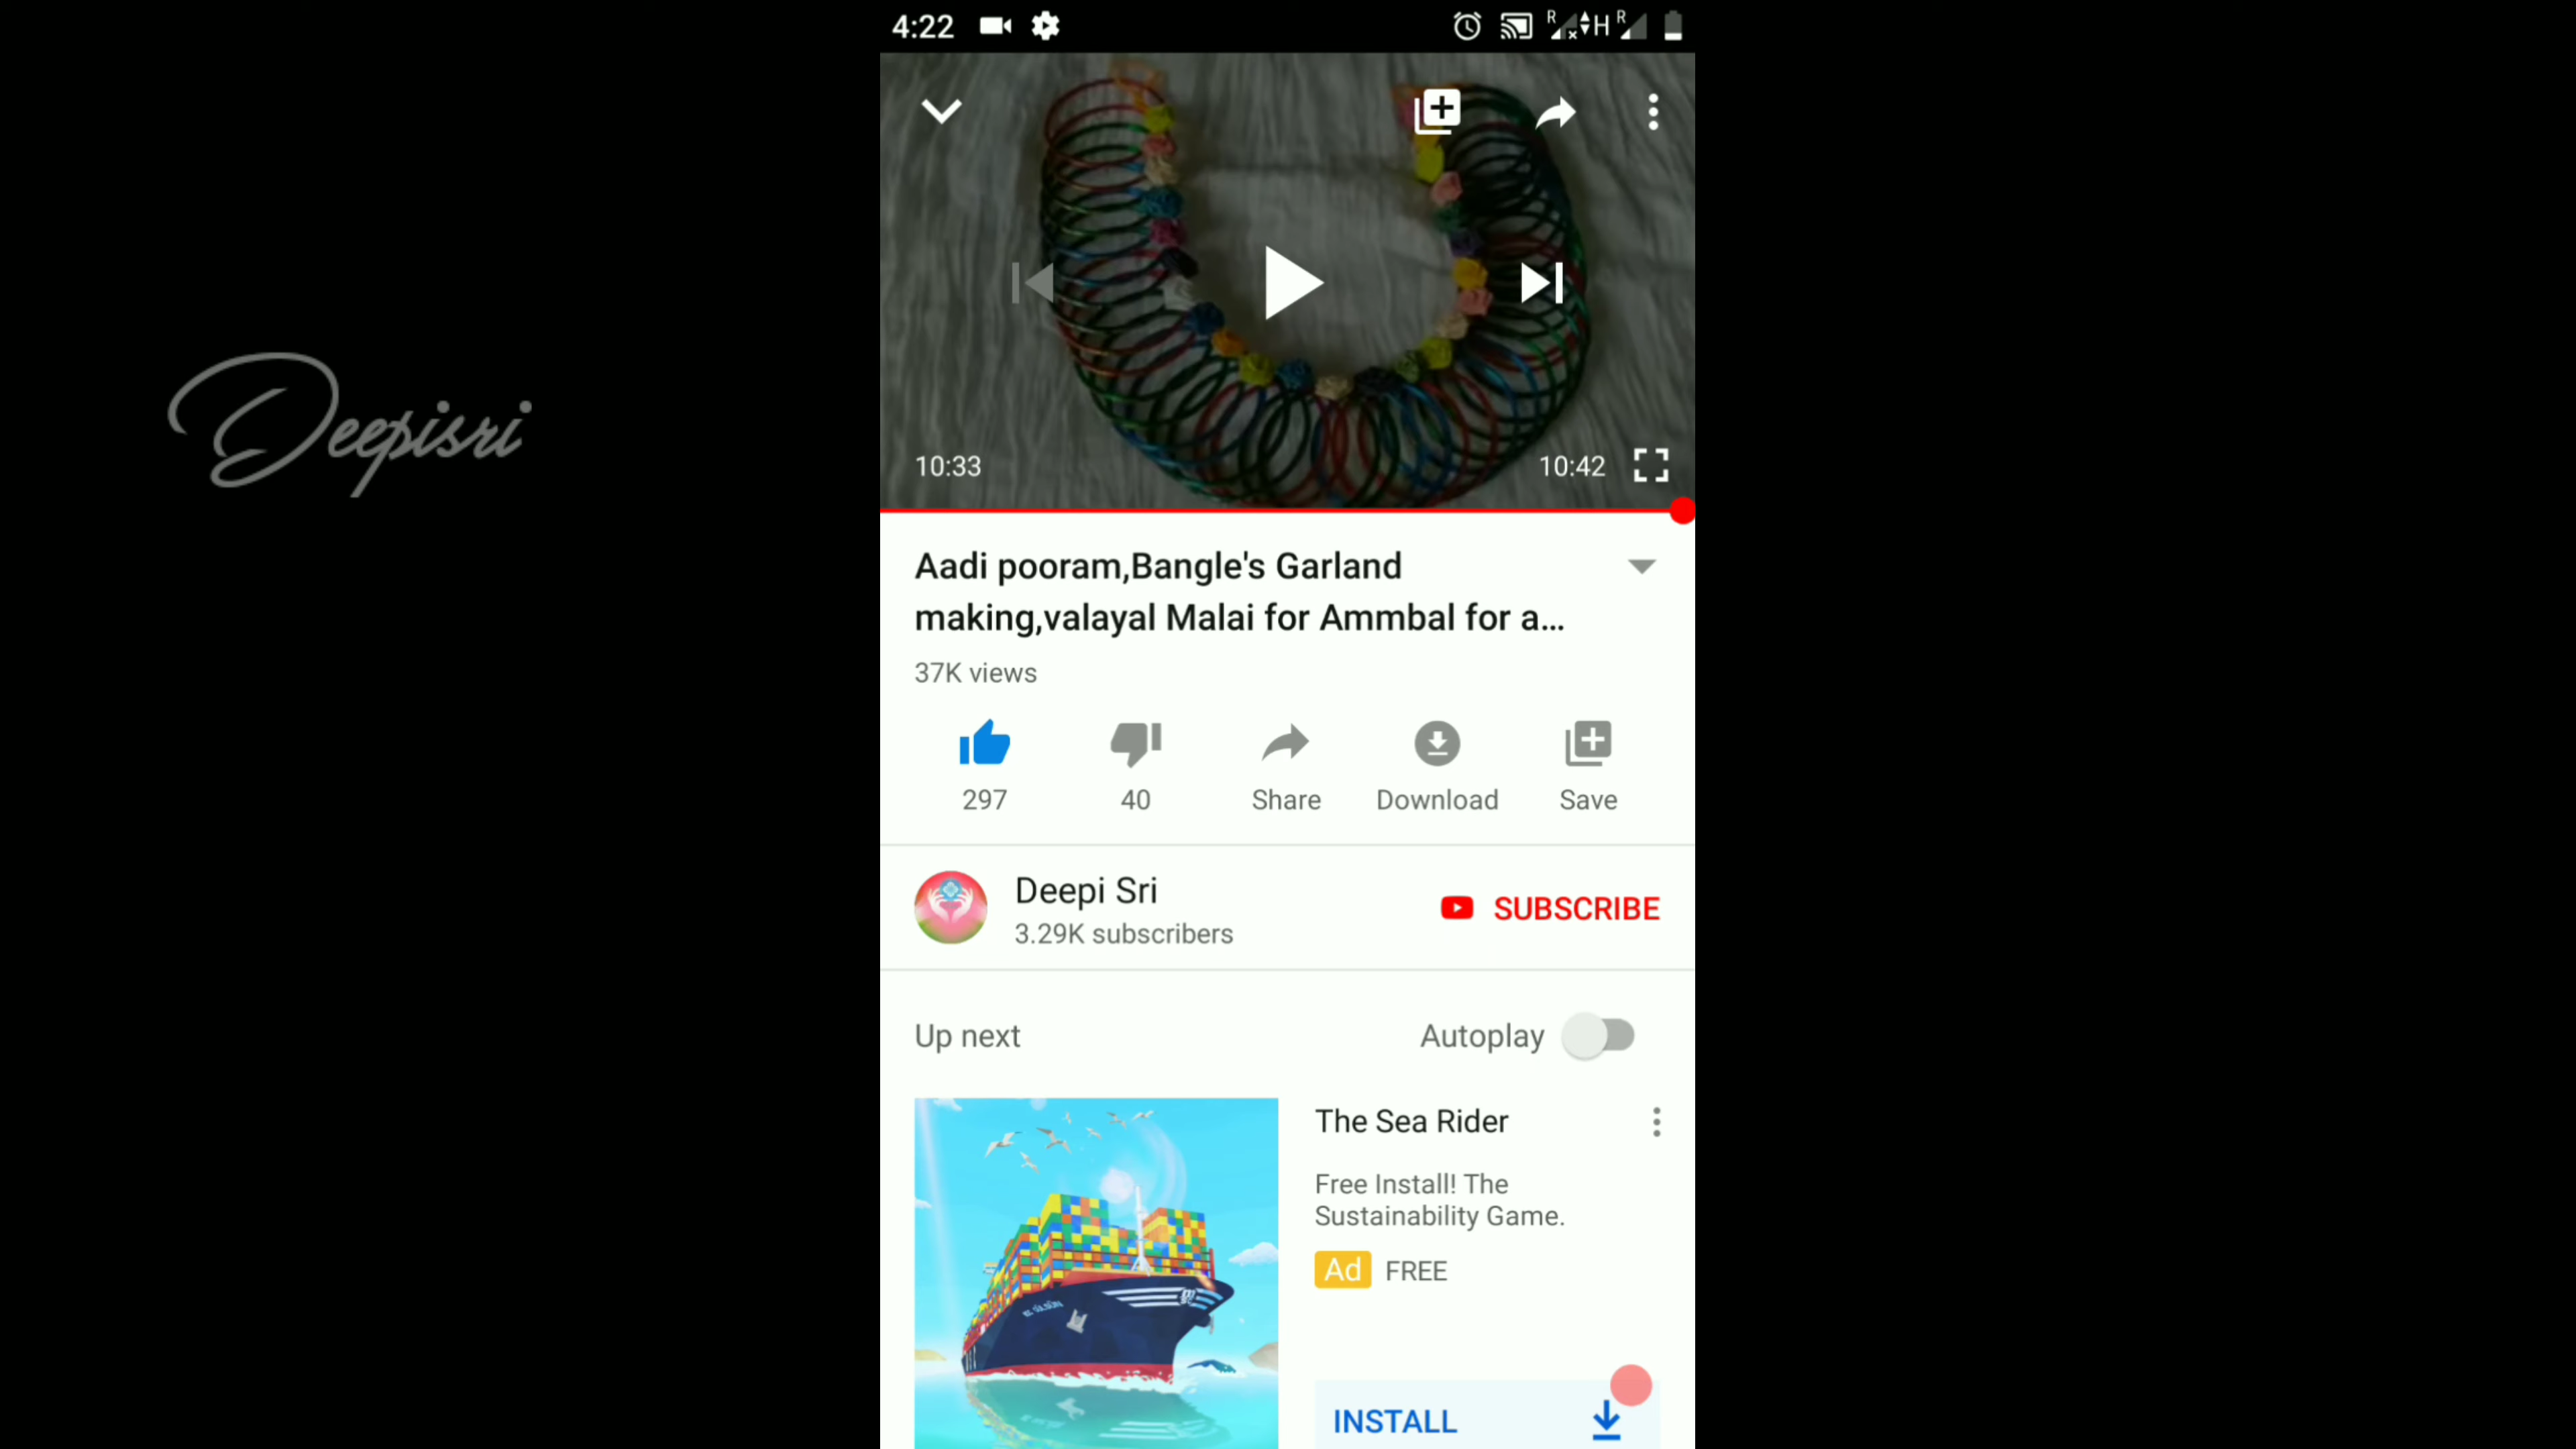 4:22
R H R
Deepisri
10:33 10:42
Aadi pooram,Bangle's Garland
making,valayal Malai for Ammbal for a...
37K views
297 40 Share Download Save
Deepi Sri
3.29K subscribers
SUBSCRIBE
Up next Autoplay
The Sea Rider
Free Install! The
Sustainability Game.
Ad FREE
INSTALL